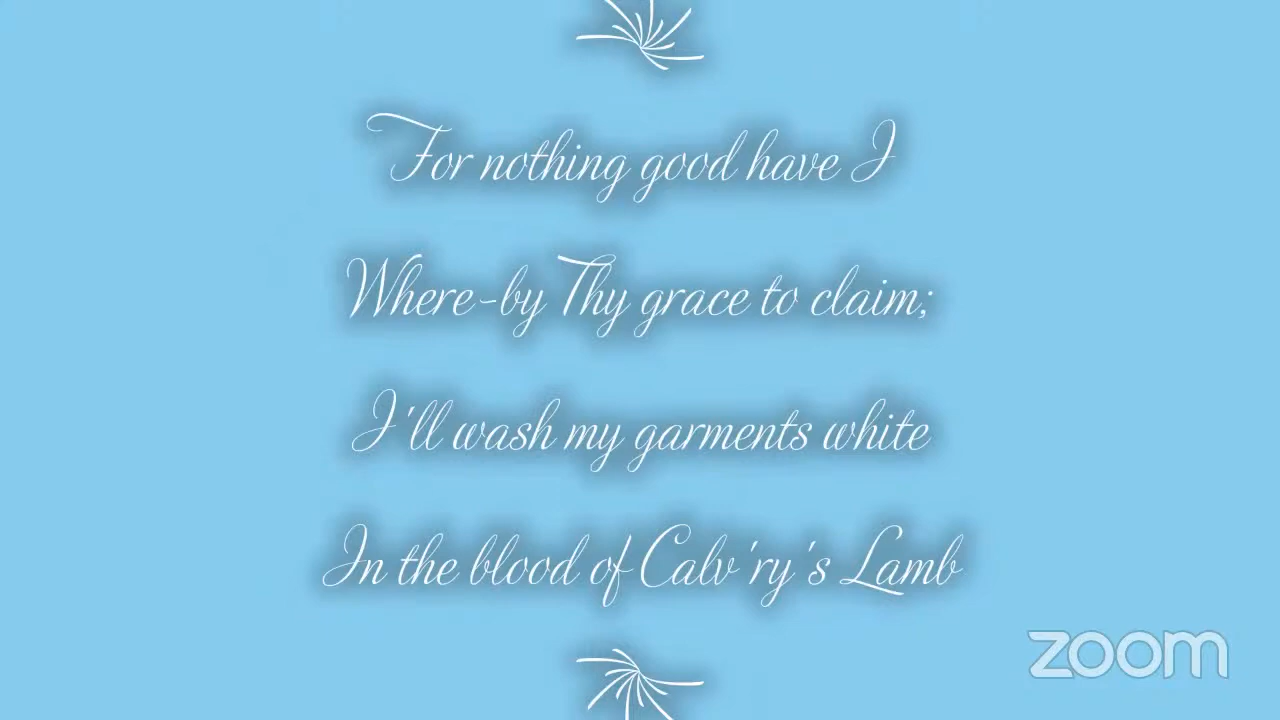 For nothing good have I
Where-by Thy grace to claim;
I'll wash my garments white
In the blood of Calv'ry's Lamb
zoom